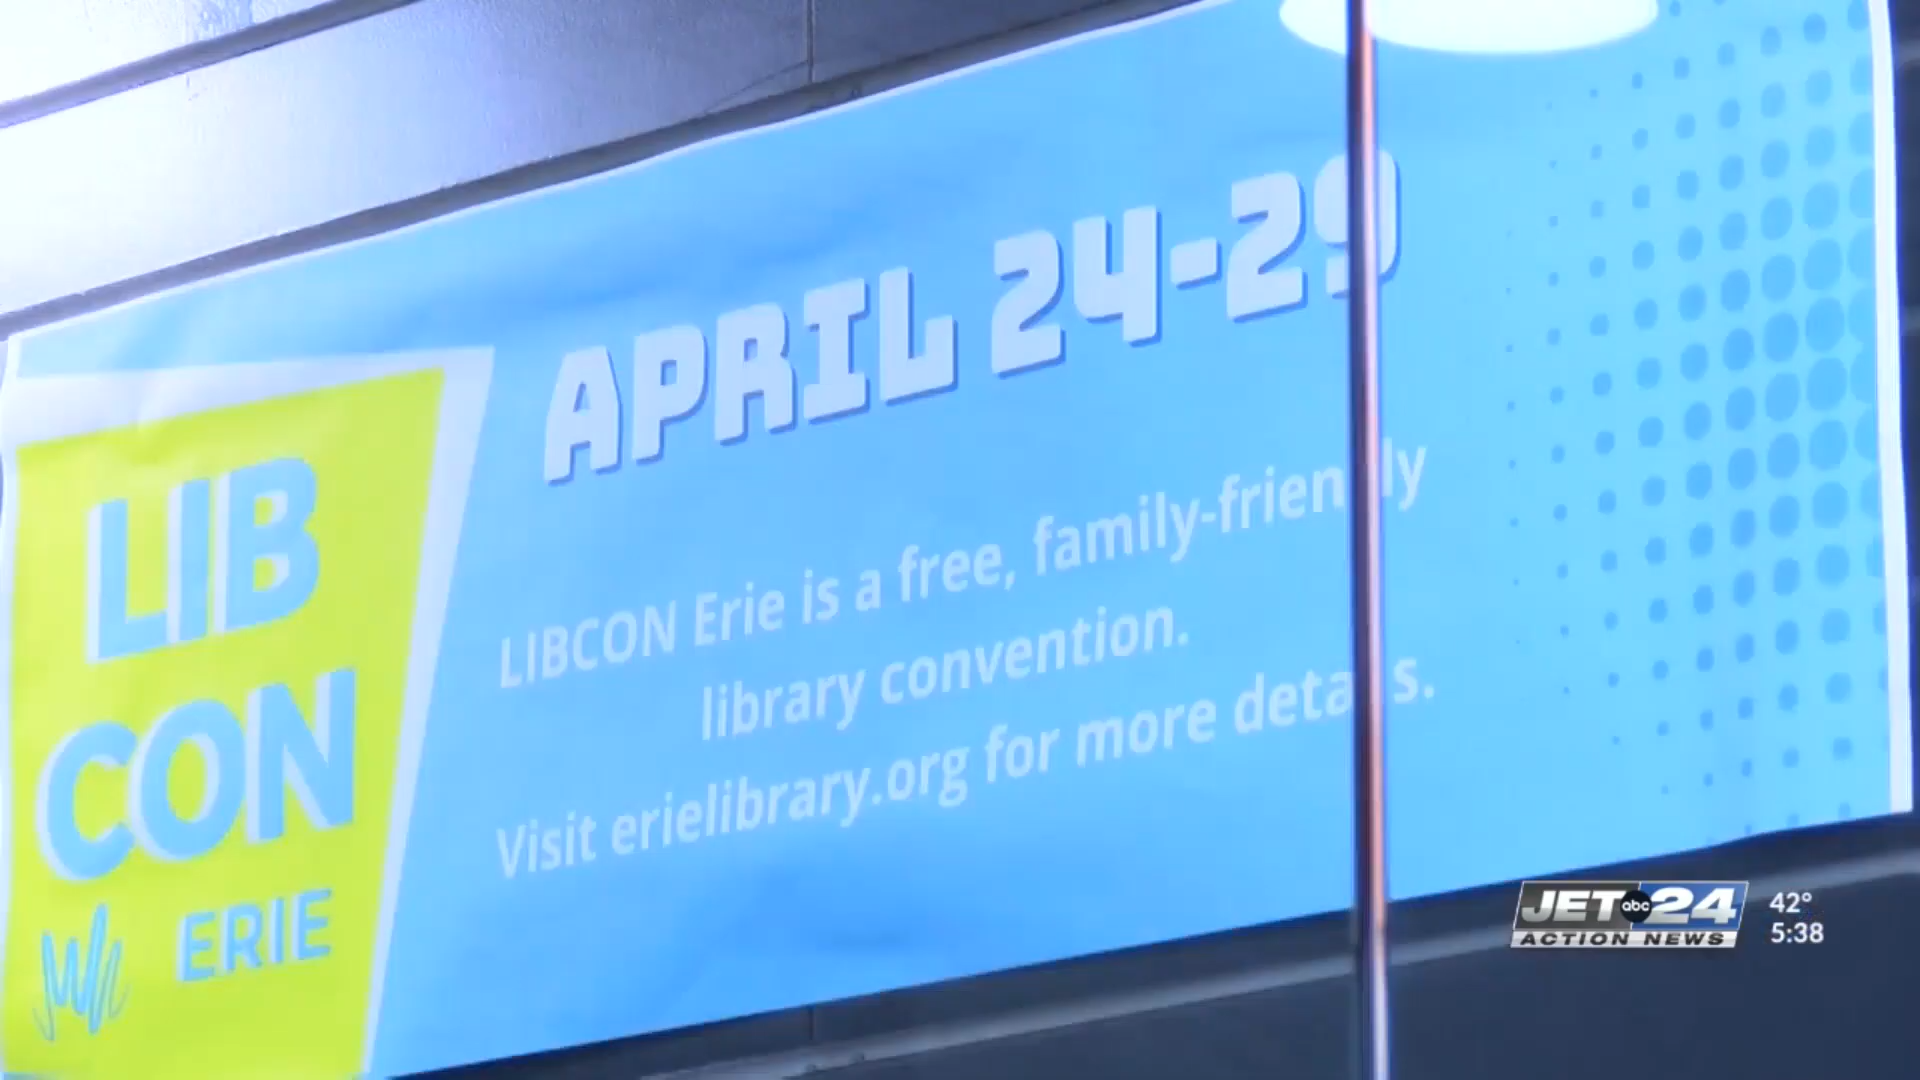 APRIL 24-29
LIB
CON
ERIE
LIBCON Erie is a free, family-friendly
library convention.
Visit erielibrary.org for more details.
JET abc 24
ACTION NEWS
42°
5:38